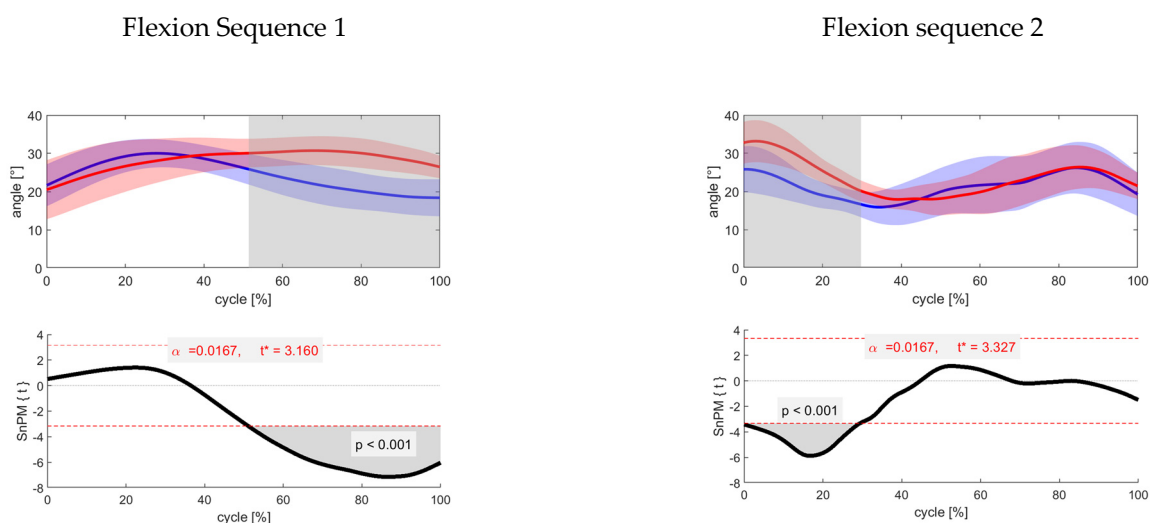 Flexion Sequence 1
Flexion sequence 2
40
30
20
10
0
angle [°]
0 20 40 60 80 100
cycle [%]
40
30
20
10
0
angle [°]
0 20 40 60 80 100
cycle [%]
4
2
0
-2
-4
-6
-8
SnPM { t }
α =0.0167, t* = 3.160
p < 0.001
0 20 40 60 80 100
cycle [%]
4
2
0
-2
-4
-6
-8
SnPM { t }
α =0.0167, t* = 3.327
p < 0.001
0 20 40 60 80 100
cycle [%]